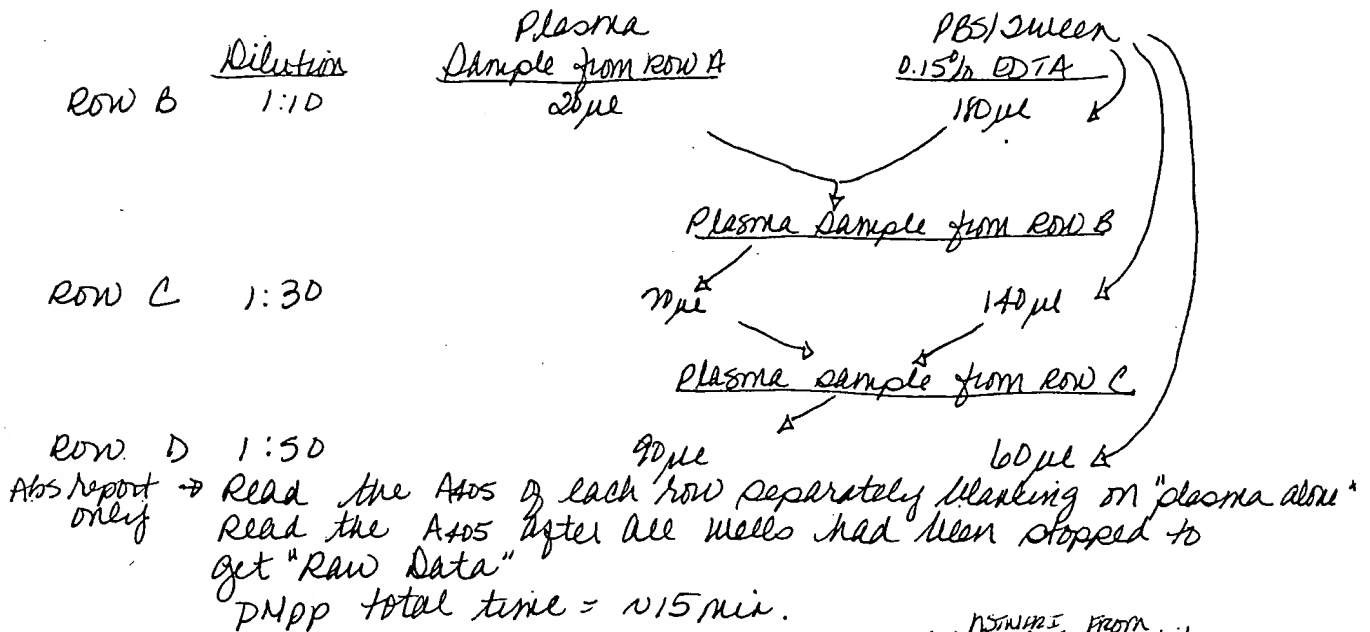 Plasma PBS/Tween
Dilution Sample from Row A 0.15% EDTA
Row B 1:10 20µl 180µl
Plasma Sample from Row B
Row C 1:30 70µl 140µl
Plasma sample from Row C
Row D 1:50 90µl 60µl
Abs report only → Read the A405 of each row separately blanking on "plasma alone"
Read the A405 after all wells had been stopped to
get "Raw Data"
PNPP total time = ~15 min.
FROM